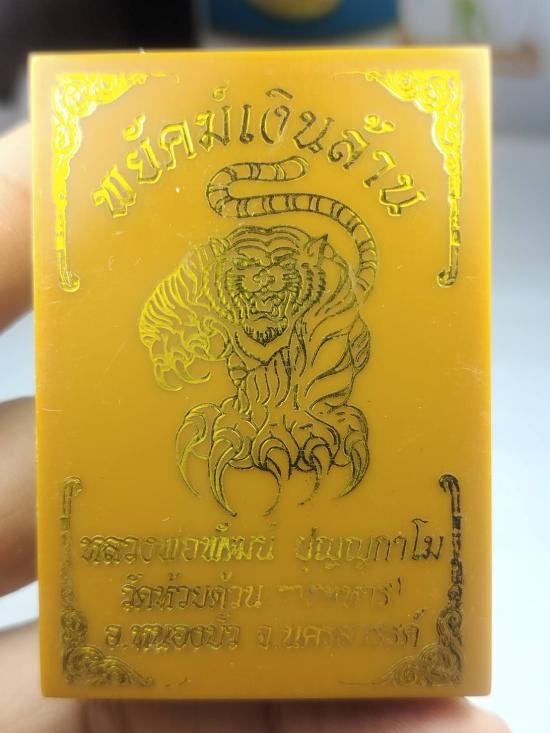 พยัคฆ์เงินล้าน
หลวงพ่อพัฒน์ ปุญญกาโม
วัดห้วยด้วน
อ.หนองบัว จ.นครสวรรค์